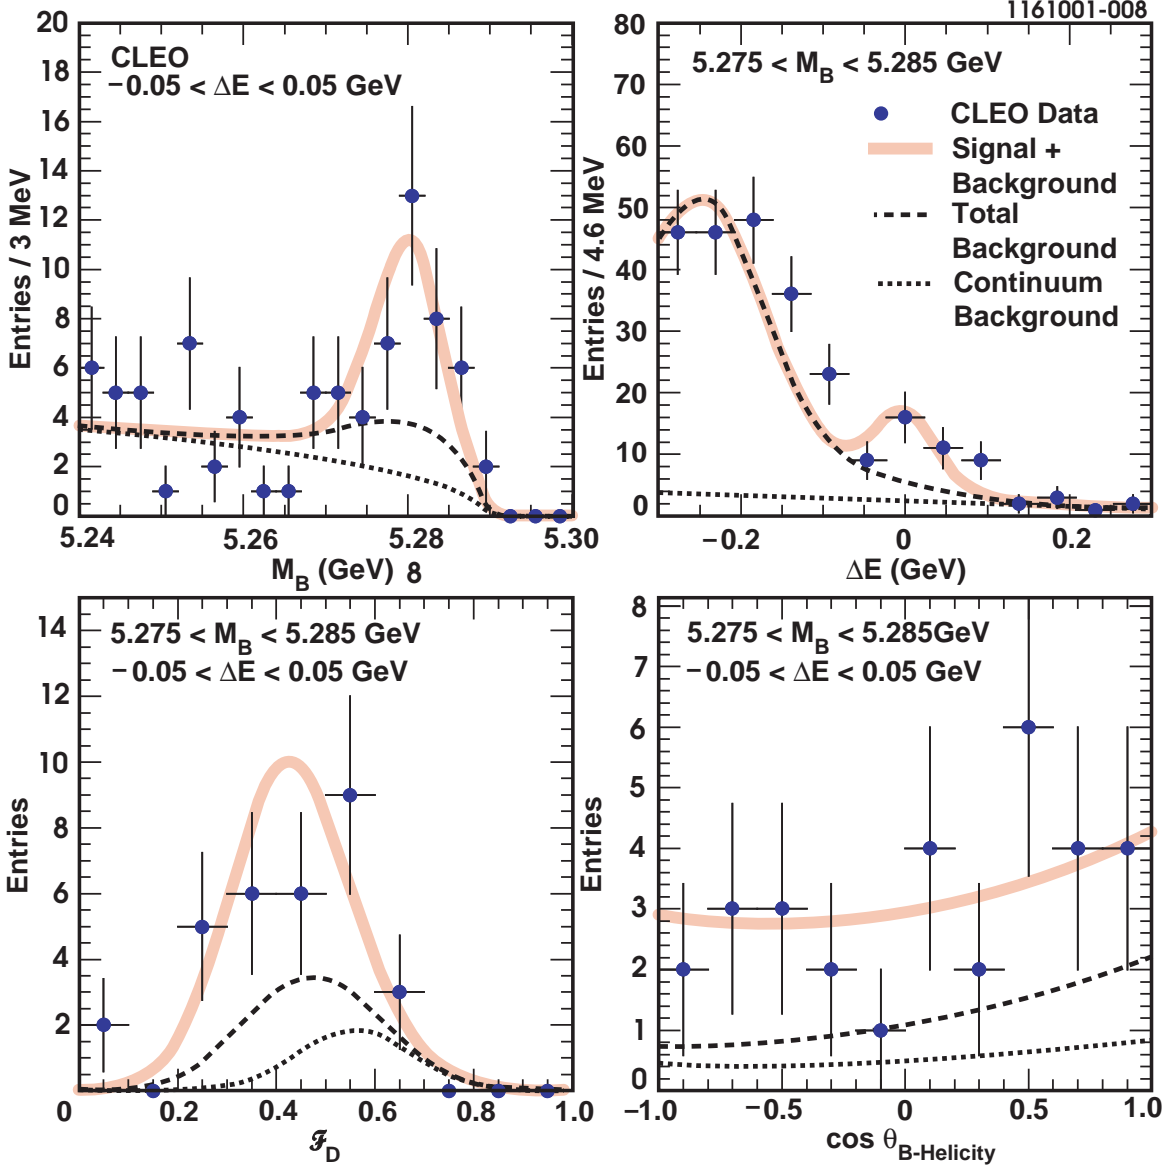 1161001-008
20
18
16
14
12
10
8
6
4
2
0
Entries / 3 MeV
CLEO
−0.05 < ΔE < 0.05 GeV
5.24
5.26
5.28
5.30
M_B (GeV) 8
80
70
60
50
40
30
20
10
0
Entries / 4.6 MeV
5.275 < M_B < 5.285 GeV
CLEO Data
Signal +
Background
Total
Background
Continuum
Background
−0.2
0
0.2
ΔE (GeV)
14
12
10
8
6
4
2
0
Entries
5.275 < M_B < 5.285 GeV
−0.05 < ΔE < 0.05 GeV
0.2
0.4
0.6
0.8
1.0
ℱ_D
8
7
6
5
4
3
2
1
0
Entries
5.275 < M_B < 5.285GeV
−0.05 < ΔE < 0.05 GeV
−1.0
−0.5
0
0.5
1.0
cos θ_B-Helicity